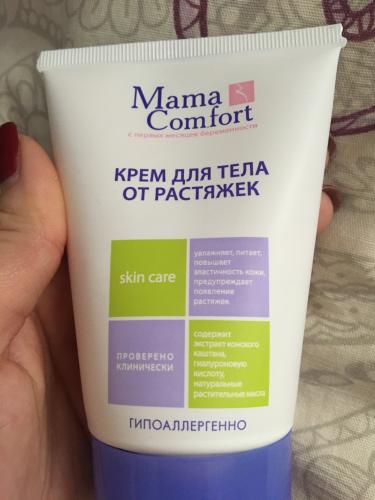 Mama
Comfort
с первых месяцев беременности
КРЕМ ДЛЯ ТЕЛА
ОТ РАСТЯЖЕК
skin care
увлажняет, питает,
повышает
эластичность кожи,
предупреждает
появление
растяжек
ПРОВЕРЕНО
КЛИНИЧЕСКИ
содержит
экстракт конского
каштана,
гиалуроновую
кислоту,
натуральные
растительные масла
ГИПОАЛЛЕРГЕННО